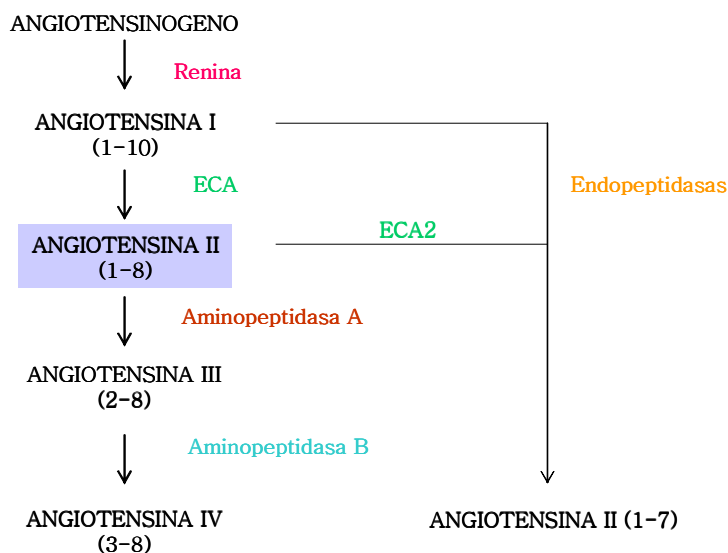 ANGIOTENSINOGENO
Renina
ANGIOTENSINA I
(1-10)
ECA
Endopeptidasas
ECA2
ANGIOTENSINA II
(1-8)
Aminopeptidasa A
ANGIOTENSINA III
(2-8)
Aminopeptidasa B
ANGIOTENSINA IV
(3-8)
ANGIOTENSINA II (1-7)